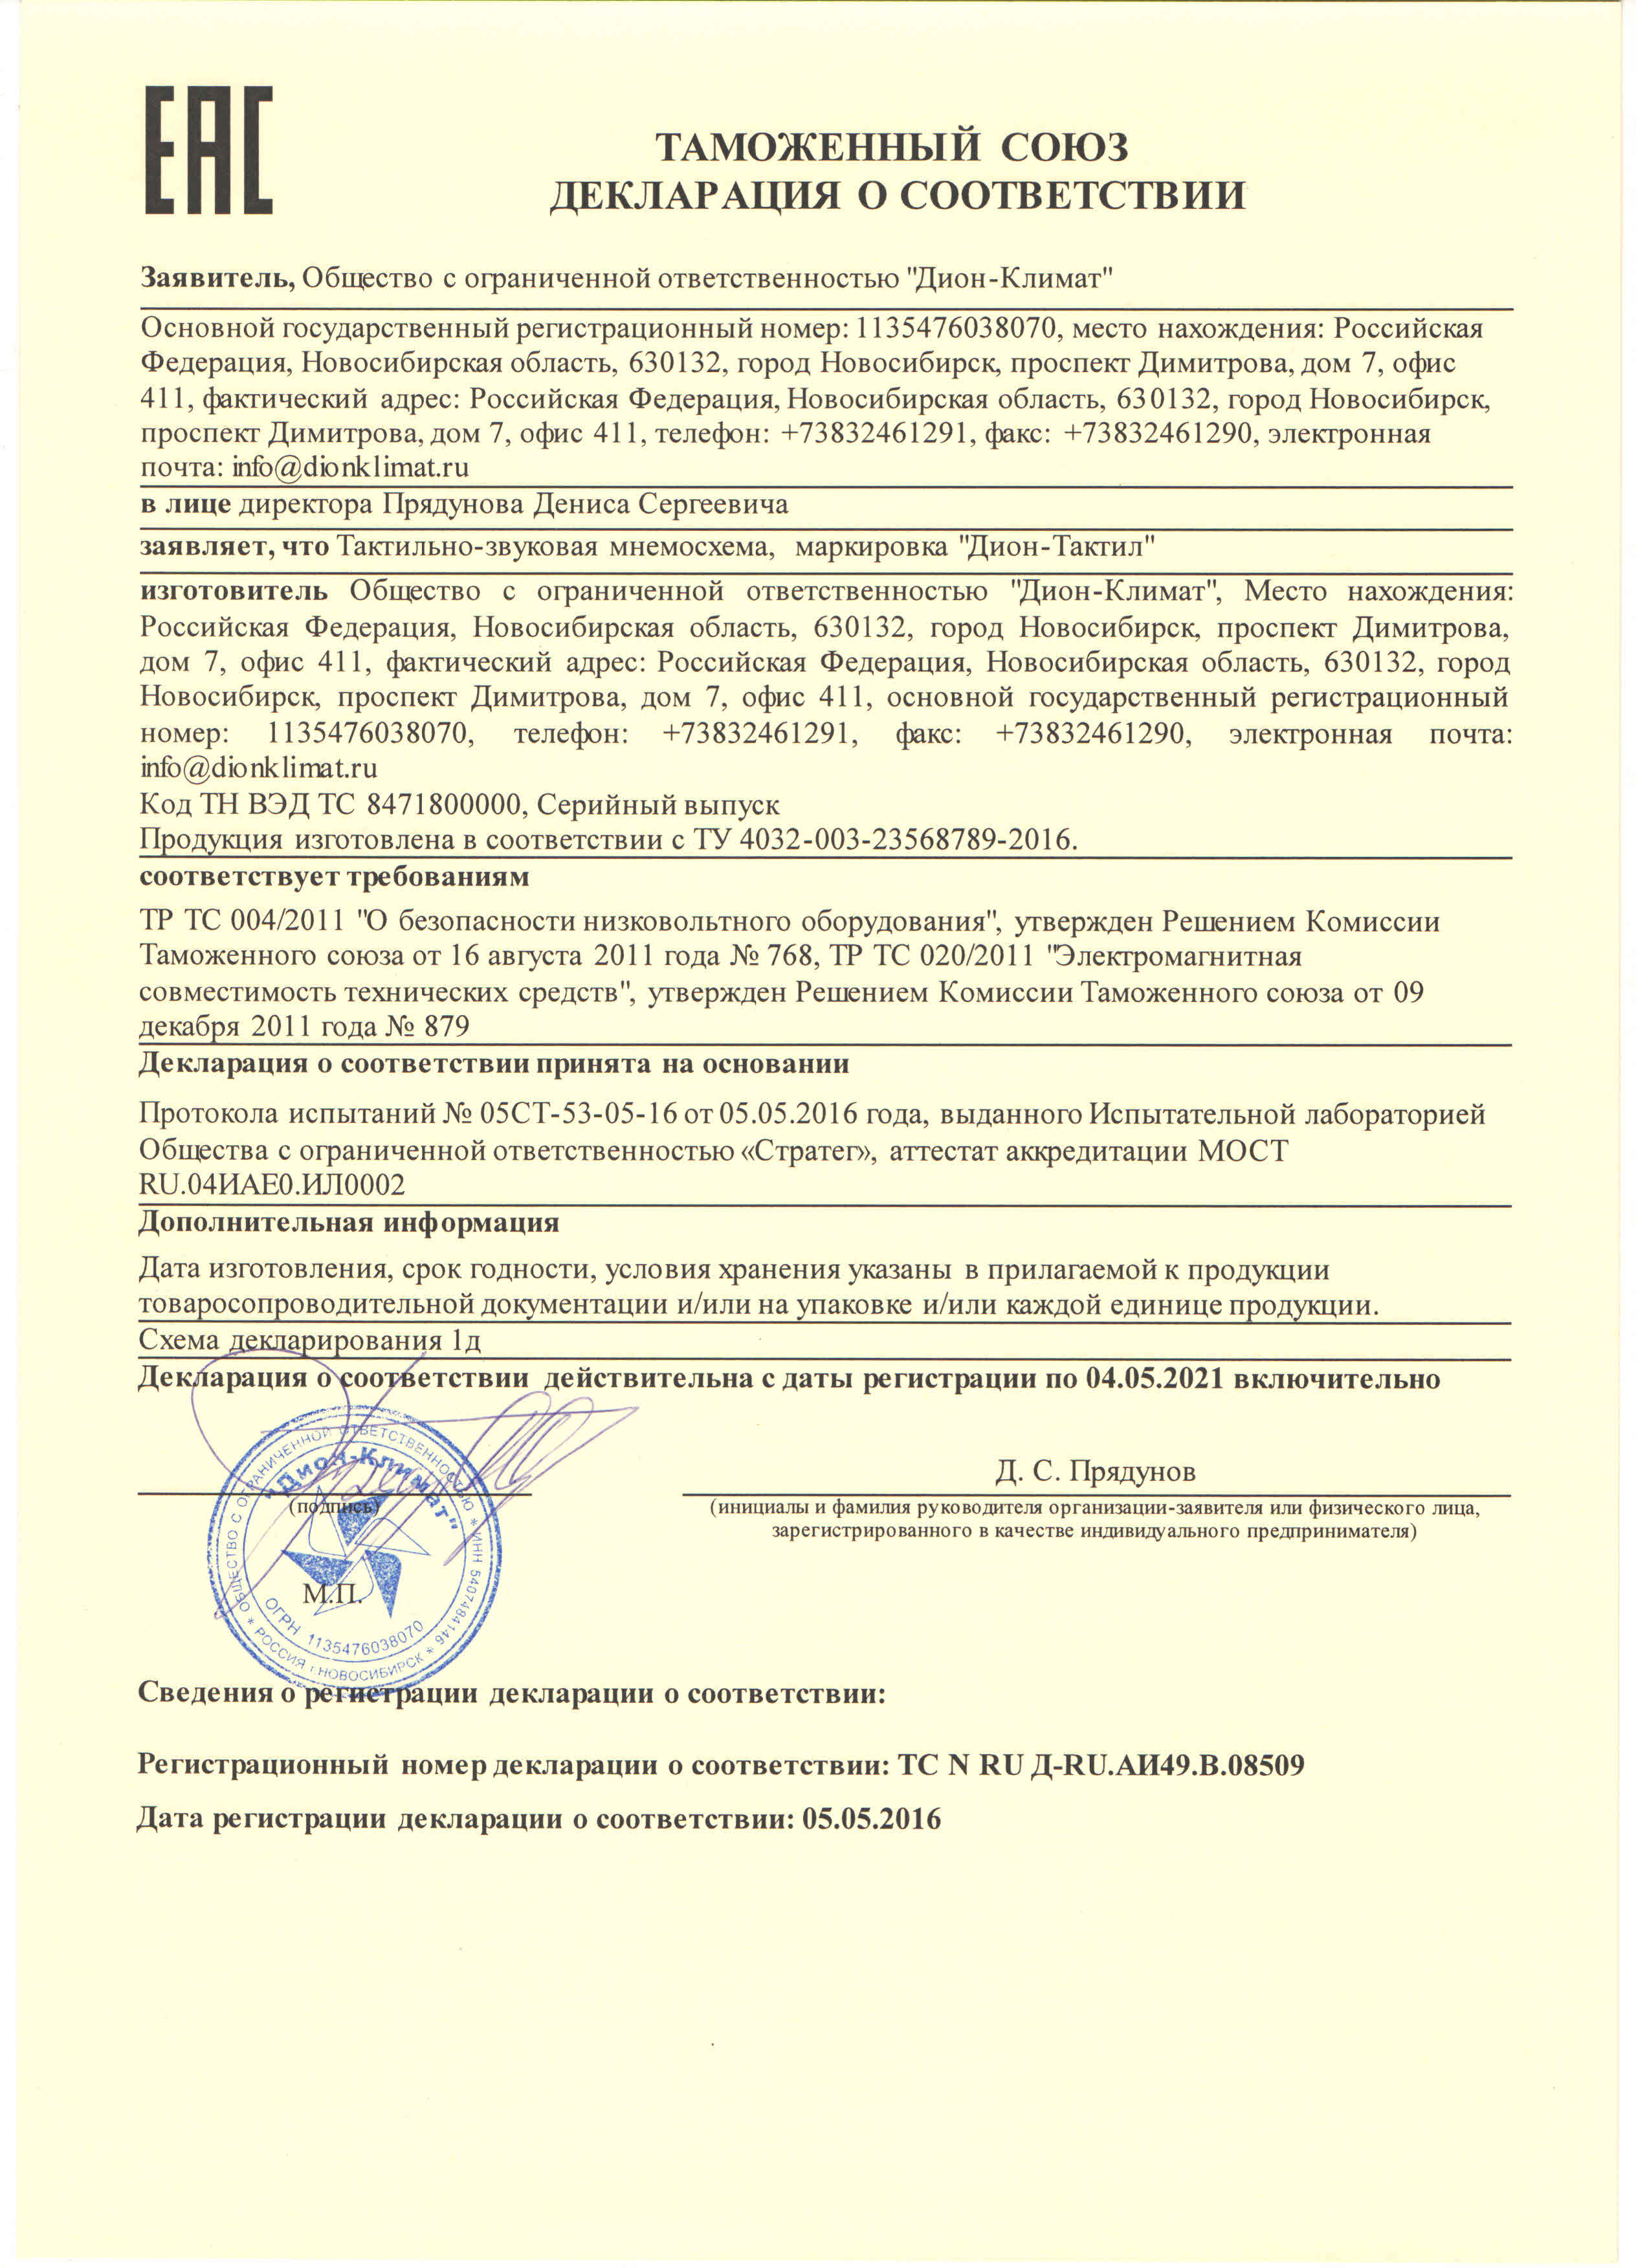 ЕАС
ТАМОЖЕННЫЙ СОЮЗ
ДЕКЛАРАЦИЯ О СООТВЕТСТВИИ
Заявитель, Общество с ограниченной ответственностью "Дион-Климат"
Основной государственный регистрационный номер: 1135476038070, место нахождения: Российская
Федерация, Новосибирская область, 630132, город Новосибирск, проспект Димитрова, дом 7, офис
411, фактический адрес: Российская Федерация, Новосибирская область, 630132, город Новосибирск,
проспект Димитрова, дом 7, офис 411, телефон: +73832461291, факс: +73832461290, электронная
почта: info@dionklimat.ru
в лице директора Прядунова Дениса Сергеевича
заявляет, что Тактильно-звуковая мнемосхема, маркировка "Дион-Тактил"
изготовитель Общество с ограниченной ответственностью "Дион-Климат", Место нахождения:
Российская Федерация, Новосибирская область, 630132, город Новосибирск, проспект Димитрова,
дом 7, офис 411, фактический адрес: Российская Федерация, Новосибирская область, 630132, город
Новосибирск, проспект Димитрова, дом 7, офис 411, основной государственный регистрационный
номер: 1135476038070, телефон: +73832461291, факс: +73832461290, электронная почта:
info@dionklimat.ru
Код ТН ВЭД ТС 8471800000, Серийный выпуск
Продукция изготовлена в соответствии с ТУ 4032-003-23568789-2016.
соответствует требованиям
ТР ТС 004/2011 "О безопасности низковольтного оборудования", утвержден Решением Комиссии
Таможенного союза от 16 августа 2011 года № 768, ТР ТС 020/2011 "Электромагнитная
совместимость технических средств", утвержден Решением Комиссии Таможенного союза от 09
декабря 2011 года № 879
Декларация о соответствии принята на основании
Протокола испытаний № 05СТ-53-05-16 от 05.05.2016 года, выданного Испытательной лабораторией
Общества с ограниченной ответственностью «Стратег», аттестат аккредитации МОСТ
RU.04ИАЕ0.ИЛ0002
Дополнительная информация
Дата изготовления, срок годности, условия хранения указаны в прилагаемой к продукции
товаросопроводительной документации и/или на упаковке и/или каждой единице продукции.
Схема декларирования 1д
Декларация о соответствии действительна с даты регистрации по 04.05.2021 включительно
Д. С. Прядунов
(подпись)
(инициалы и фамилия руководителя организации-заявителя или физического лица,
зарегистрированного в качестве индивидуального предпринимателя)
М.П.
ОБЩЕСТВО С ОГРАНИЧЕННОЙ ОТВЕТСТВЕННОСТЬЮ * ИНН 5407484146 * РОССИЯ г.НОВОСИБИРСК *
"Дион-Климат"
ОГРН 1135476038070
Сведения о регистрации декларации о соответствии:
Регистрационный номер декларации о соответствии: ТС N RU Д-RU.АИ49.В.08509
Дата регистрации декларации о соответствии: 05.05.2016